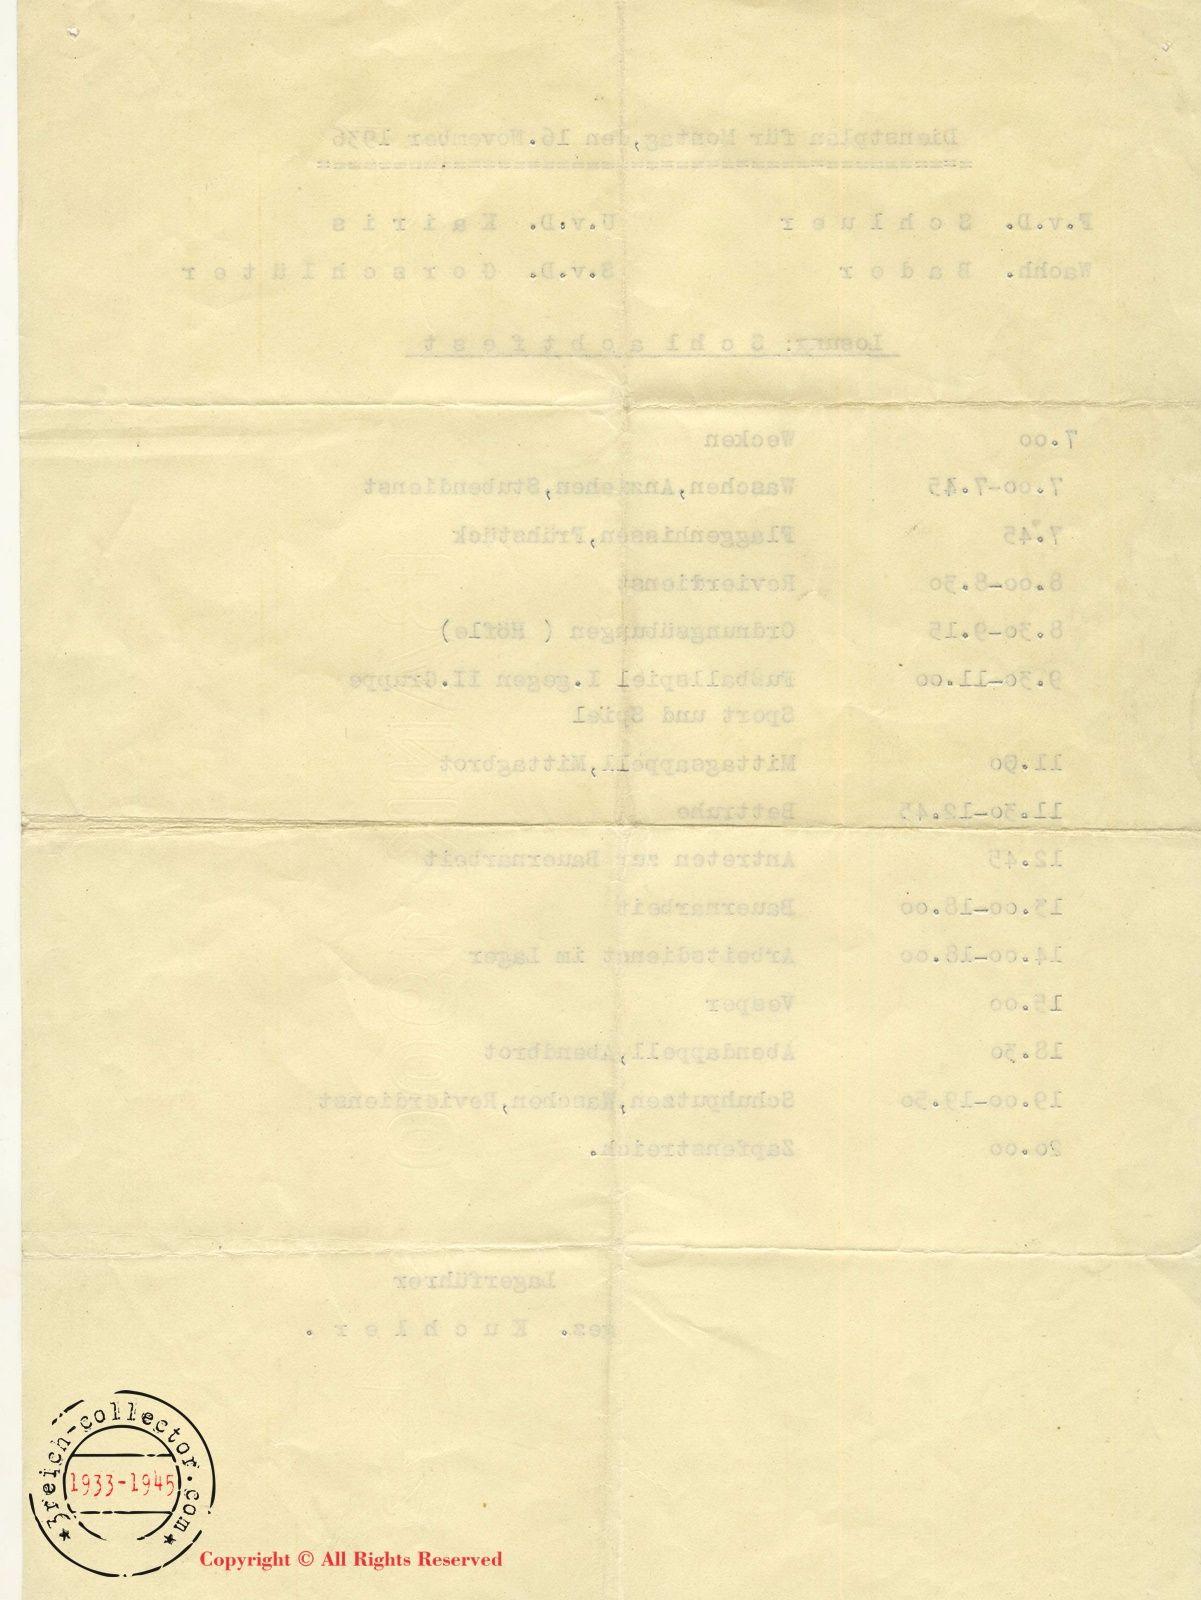 Dienstplan für Montag,den 16.November 1936
F.v.D. S c h l u e r U.v.D. K a i r i s
Wachh. B a d o r S.v.D. G o r s c h l ü t e r
Losung: S c h l a c h t f e s t
7.oo Wecken
7.oo-7.45 Waschen,Anziehen,Stubendienst
7.45 Flaggenhissen,Frühstück
8.oo-8.3o Revierdienst
8.3o-9.15 Ordnungsübungen ( Höfle)
9.3o-11.oo Fußballspiel I.gegen II.Gruppe
Sport und Spiel
11.oo Mittagsappell,Mittagbrot
11.3o-12.45 Bettruhe
12.45 Antreten zur Bauernarbeit
13.oo-18.oo Bauernarbeit
14.oo-18.oo Arbeitsdienst im Lager
15.oo Vesper
18.3o Abendappell,Abendbrot
19.oo-19.5o Schuhputzen,Waschen,Revierdienst
2o.oo Zapfenstreich.
Lagerführer
gez. K u c h l e r .
3reich-collector.com
1933-1945
Copyright © All Rights Reserved